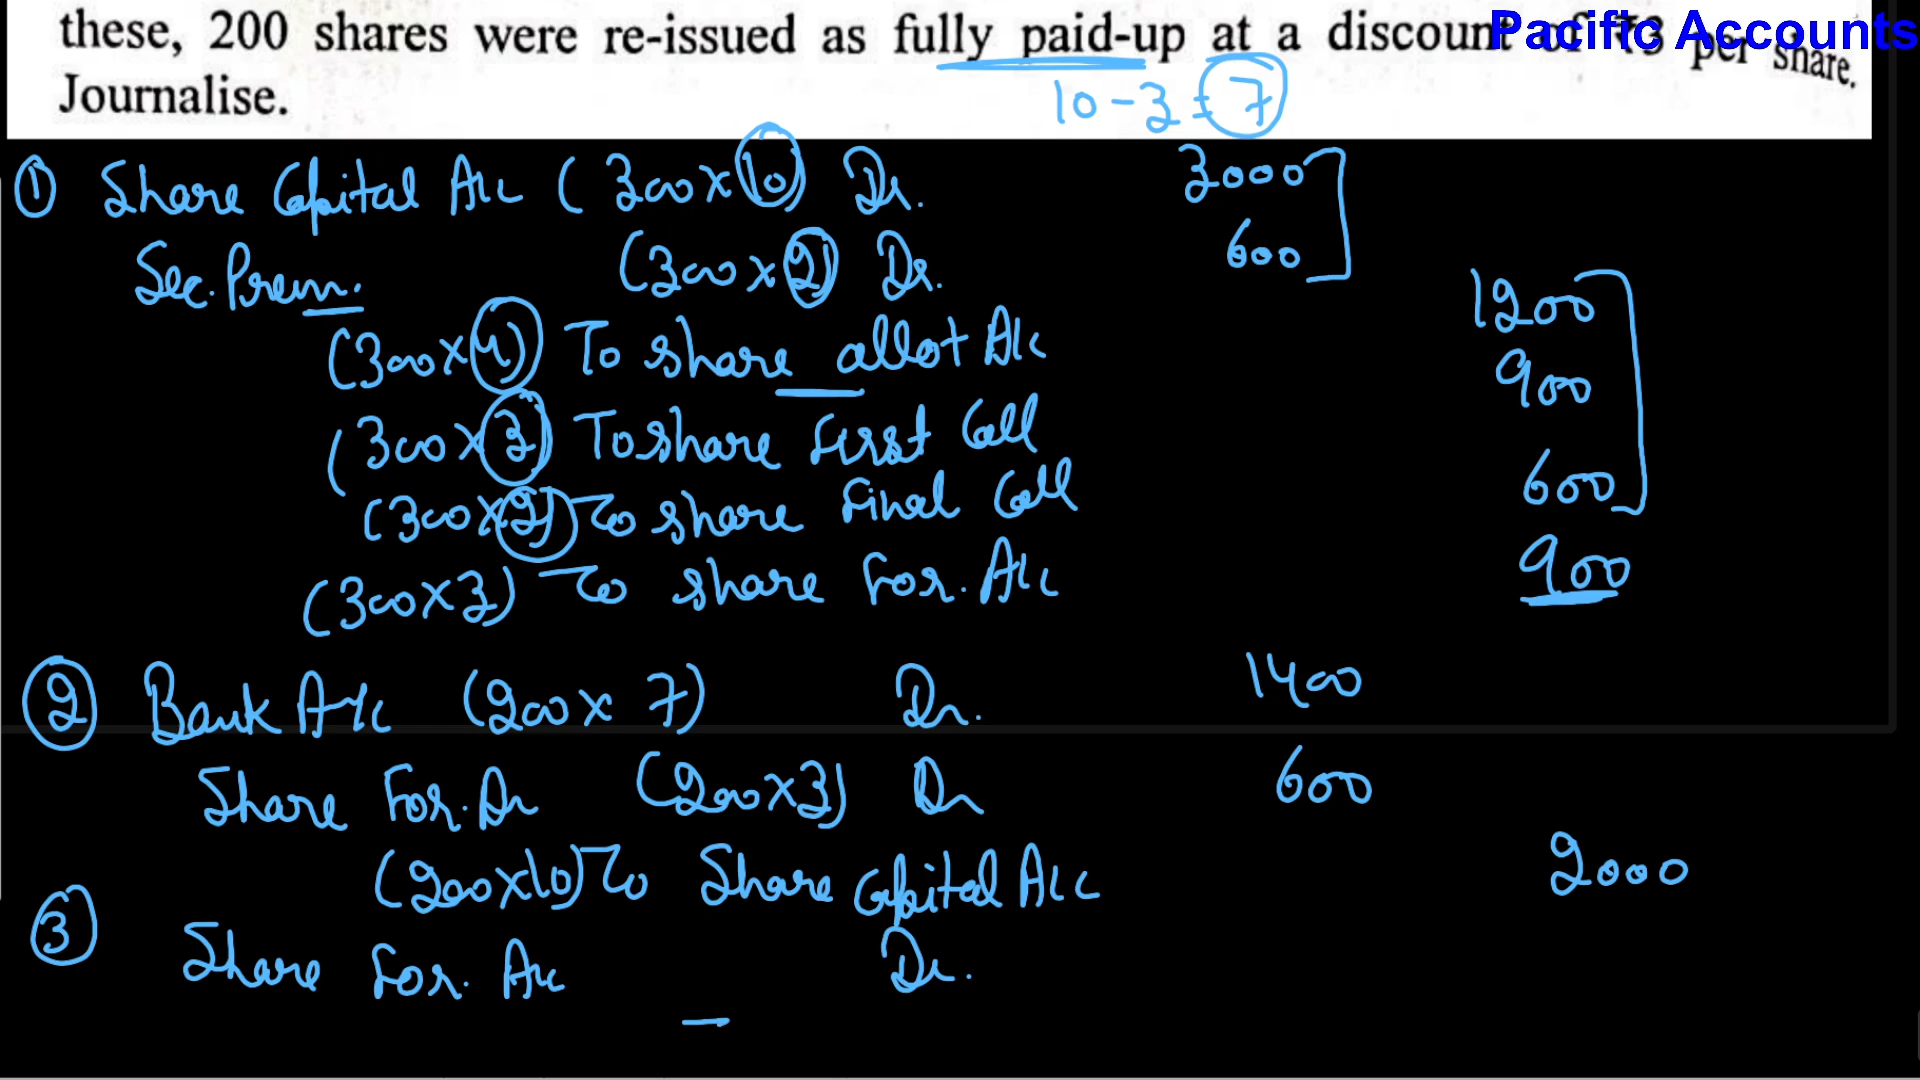 these, 200 shares were re-issued as fully paid-up at a discount of ₹3 per share.
Pacific Accounts
Journalise.
10 - 3 = 7
① Share Capital A/c (300 x 10) Dr. 3000
Sec. Prem. (300 x 2) Dr. 600
(300 x 4) To share allot A/c 1200
(300 x 3) To share First Call 900
(300 x 2) To share Final Call 600
(300 x 3) To share For. A/c 900
② Bank A/c (200 x 7) Dr. 1400
Share For. A/c (200 x 3) Dr 600
(200 x 10) To Share Capital A/c 2000
③ Share For. A/c Dr.